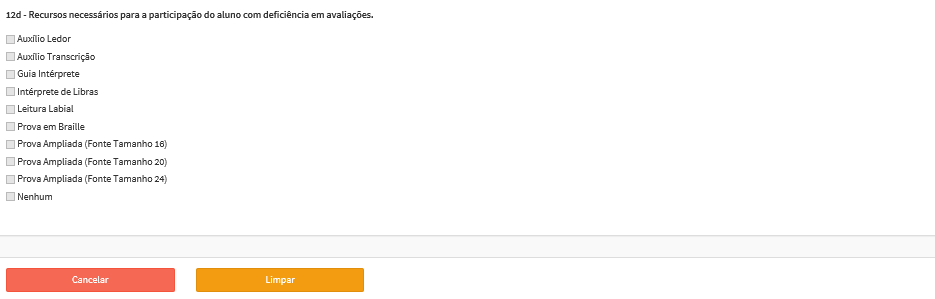 12d - Recursos necessários para a participação do aluno com deficiência em avaliações.
Auxílio Ledor
Auxílio Transcrição
Guia Intérprete
Intérprete de Libras
Leitura Labial
Prova em Braille
Prova Ampliada (Fonte Tamanho 16)
Prova Ampliada (Fonte Tamanho 20)
Prova Ampliada (Fonte Tamanho 24)
Nenhum
Cancelar
Limpar